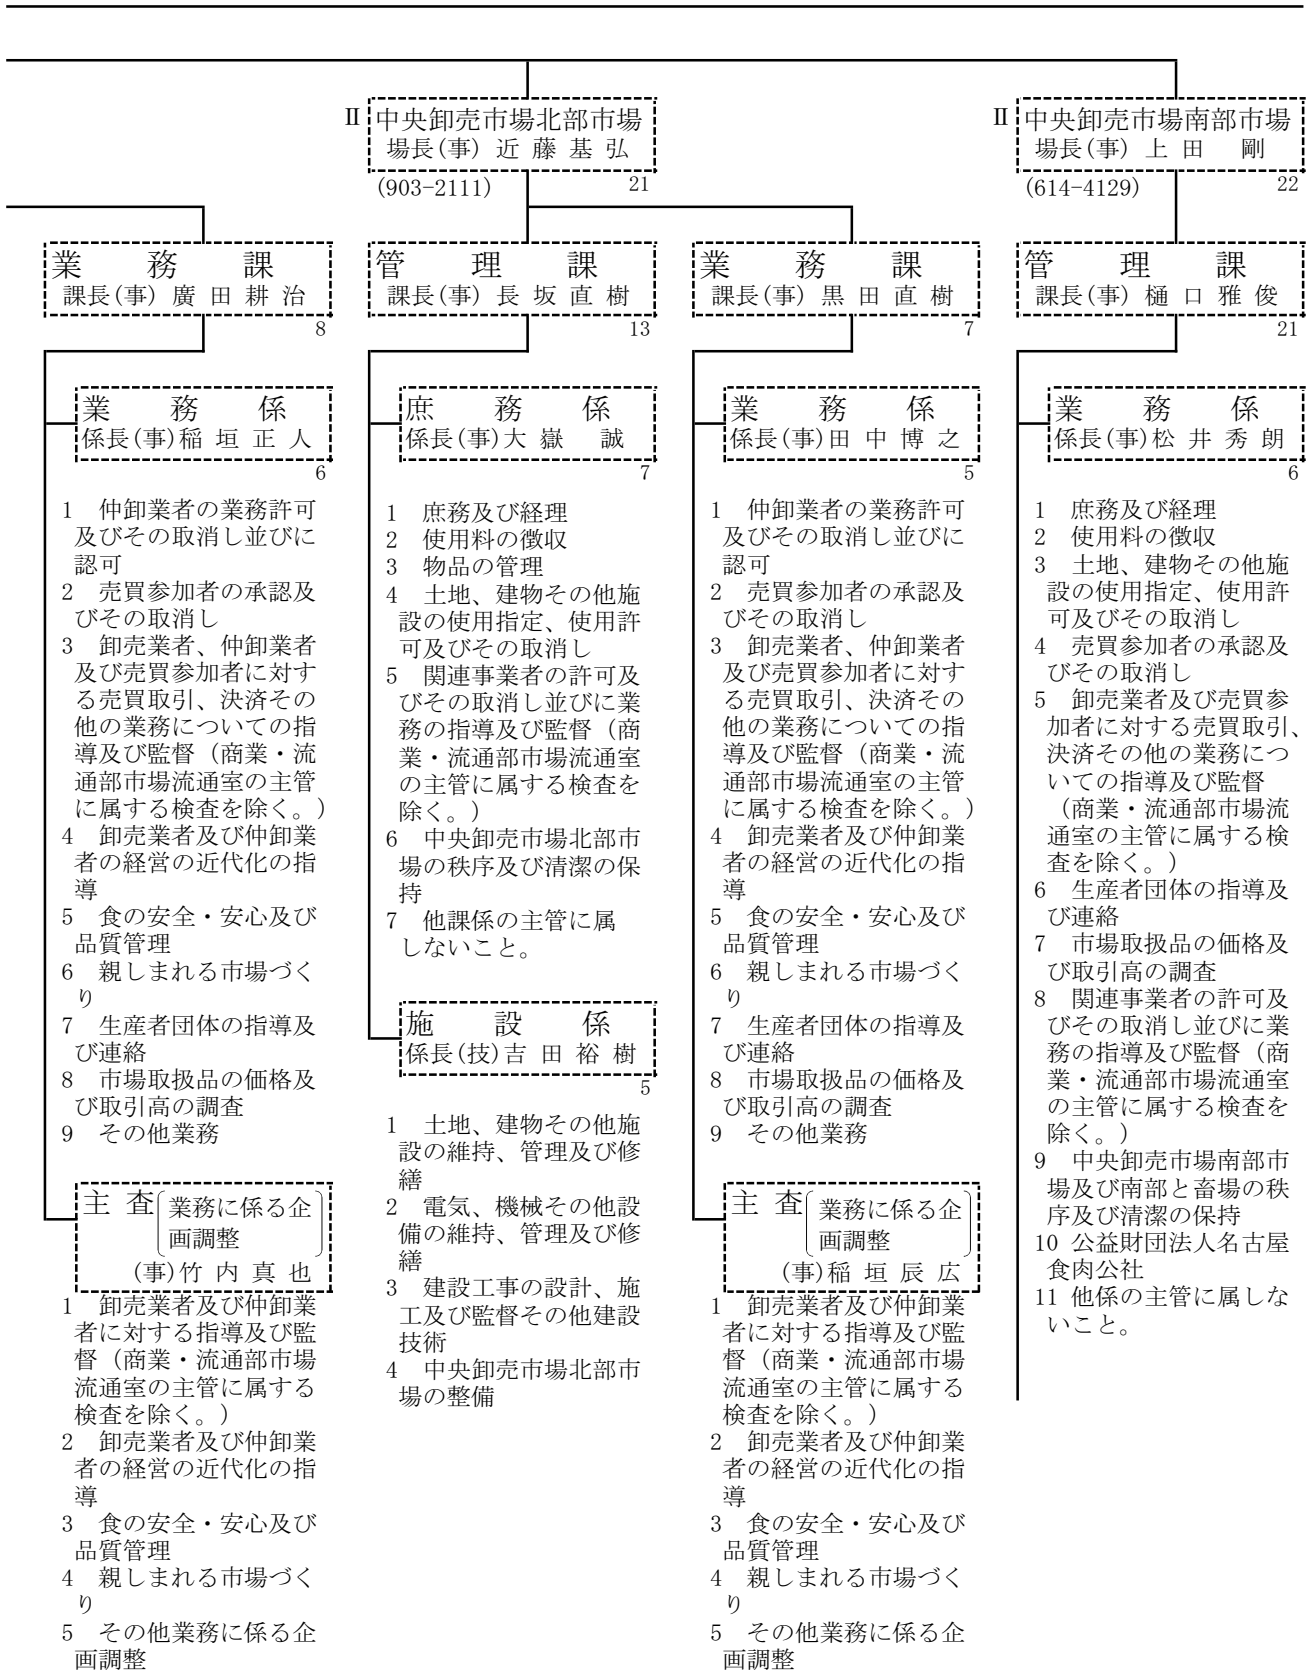 Ⅱ
中央卸売市場北部市場
場長(事) 近 藤 基 弘
(903-2111)
21
Ⅱ
中央卸売市場南部市場
場長(事) 上 田　剛
(614-4129)
22
業　務　課
課長(事) 廣 田 耕 治
8
業　務　係
係長(事)稲 垣 正 人
6
1　仲卸業者の業務許可
及びその取消し並びに
認可
2　売買参加者の承認及
びその取消し
3　卸売業者、仲卸業者
及び売買参加者に対す
る売買取引、決済その
他の業務についての指
導及び監督（商業・流
通部市場流通室の主管
に属する検査を除く。）
4　卸売業者及び仲卸業
者の経営の近代化の指
導
5　食の安全・安心及び
品質管理
6　親しまれる市場づく
り
7　生産者団体の指導及
び連絡
8　市場取扱品の価格及
び取引高の調査
9　その他業務
主 査
業務に係る企
画調整
(事)竹 内 真 也
1　卸売業者及び仲卸業
者に対する指導及び監
督（商業・流通部市場
流通室の主管に属する
検査を除く。）
2　卸売業者及び仲卸業
者の経営の近代化の指
導
3　食の安全・安心及び
品質管理
4　親しまれる市場づく
り
5　その他業務に係る企
画調整
管　理　課
課長(事) 長 坂 直 樹
13
庶　務　係
係長(事)大 嶽　誠
7
1　庶務及び経理
2　使用料の徴収
3　物品の管理
4　土地、建物その他施
設の使用指定、使用許
可及びその取消し
5　関連事業者の許可及
びその取消し並びに業
務の指導及び監督（商
業・流通部市場流通室
の主管に属する検査を
除く。）
6　中央卸売市場北部市
場の秩序及び清潔の保
持
7　他課係の主管に属
しないこと。
施　設　係
係長(技)吉 田 裕 樹
5
1　土地、建物その他施
設の維持、管理及び修
繕
2　電気、機械その他設
備の維持、管理及び修
繕
3　建設工事の設計、施
工及び監督その他建設
技術
4　中央卸売市場北部市
場の整備
業　務　課
課長(事) 黒 田 直 樹
7
業　務　係
係長(事)田 中 博 之
5
1　仲卸業者の業務許可
及びその取消し並びに
認可
2　売買参加者の承認及
びその取消し
3　卸売業者、仲卸業者
及び売買参加者に対す
る売買取引、決済その
他の業務についての指
導及び監督（商業・流
通部市場流通室の主管
に属する検査を除く。）
4　卸売業者及び仲卸業
者の経営の近代化の指
導
5　食の安全・安心及び
品質管理
6　親しまれる市場づく
り
7　生産者団体の指導及
び連絡
8　市場取扱品の価格及
び取引高の調査
9　その他業務
主 査
業務に係る企
画調整
(事)稲 垣 辰 広
1　卸売業者及び仲卸業
者に対する指導及び監
督（商業・流通部市場
流通室の主管に属する
検査を除く。）
2　卸売業者及び仲卸業
者の経営の近代化の指
導
3　食の安全・安心及び
品質管理
4　親しまれる市場づく
り
5　その他業務に係る企
画調整
管　理　課
課長(事) 樋 口 雅 俊
21
業　務　係
係長(事)松 井 秀 朗
6
1　庶務及び経理
2　使用料の徴収
3　土地、建物その他施
設の使用指定、使用許
可及びその取消し
4　売買参加者の承認及
びその取消し
5　卸売業者及び売買参
加者に対する売買取引、
決済その他の業務につ
いての指導及び監督
（商業・流通部市場流
通室の主管に属する検
査を除く。）
6　生産者団体の指導及
び連絡
7　市場取扱品の価格及
び取引高の調査
8　関連事業者の許可及
びその取消し並びに業
務の指導及び監督（商
業・流通部市場流通室
の主管に属する検査を
除く。）
9　中央卸売市場南部市
場及び南部と畜場の秩
序及び清潔の保持
10 公益財団法人名古屋
食肉公社
11 他係の主管に属しな
いこと。